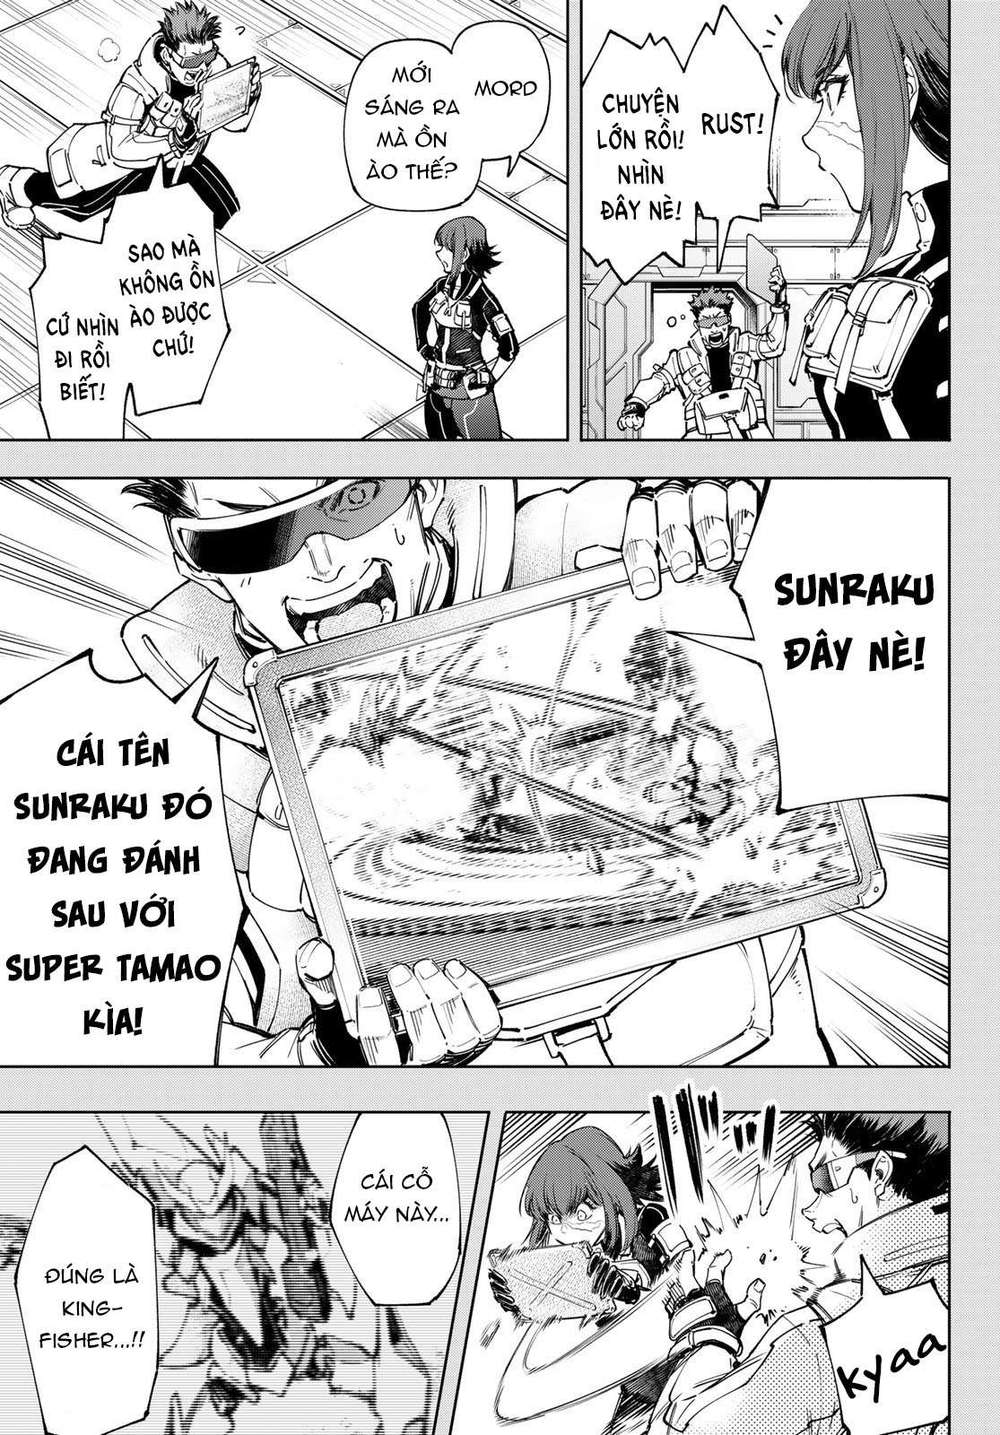 RUST!
CHUYỆN
LỚN RỒI!
NHÌN
ĐÂY NÈ!
MORD
MỚI
SÁNG RA
MÀ ỒN
ÀO THẾ?
SAO MÀ
KHÔNG ỒN
ÀO ĐƯỢC
CHỨ!
CỨ NHÌN
ĐI RỒI
BIẾT!
SUNRAKU
ĐÂY NÈ!
CÁI TÊN
SUNRAKU ĐÓ
ĐANG ĐÁNH
SAU VỚI
SUPER TAMAO
KÌA!
kyaa
CÁI CỖ
MÁY NÀY...
ĐÚNG LÀ
KING-
FISHER...!!